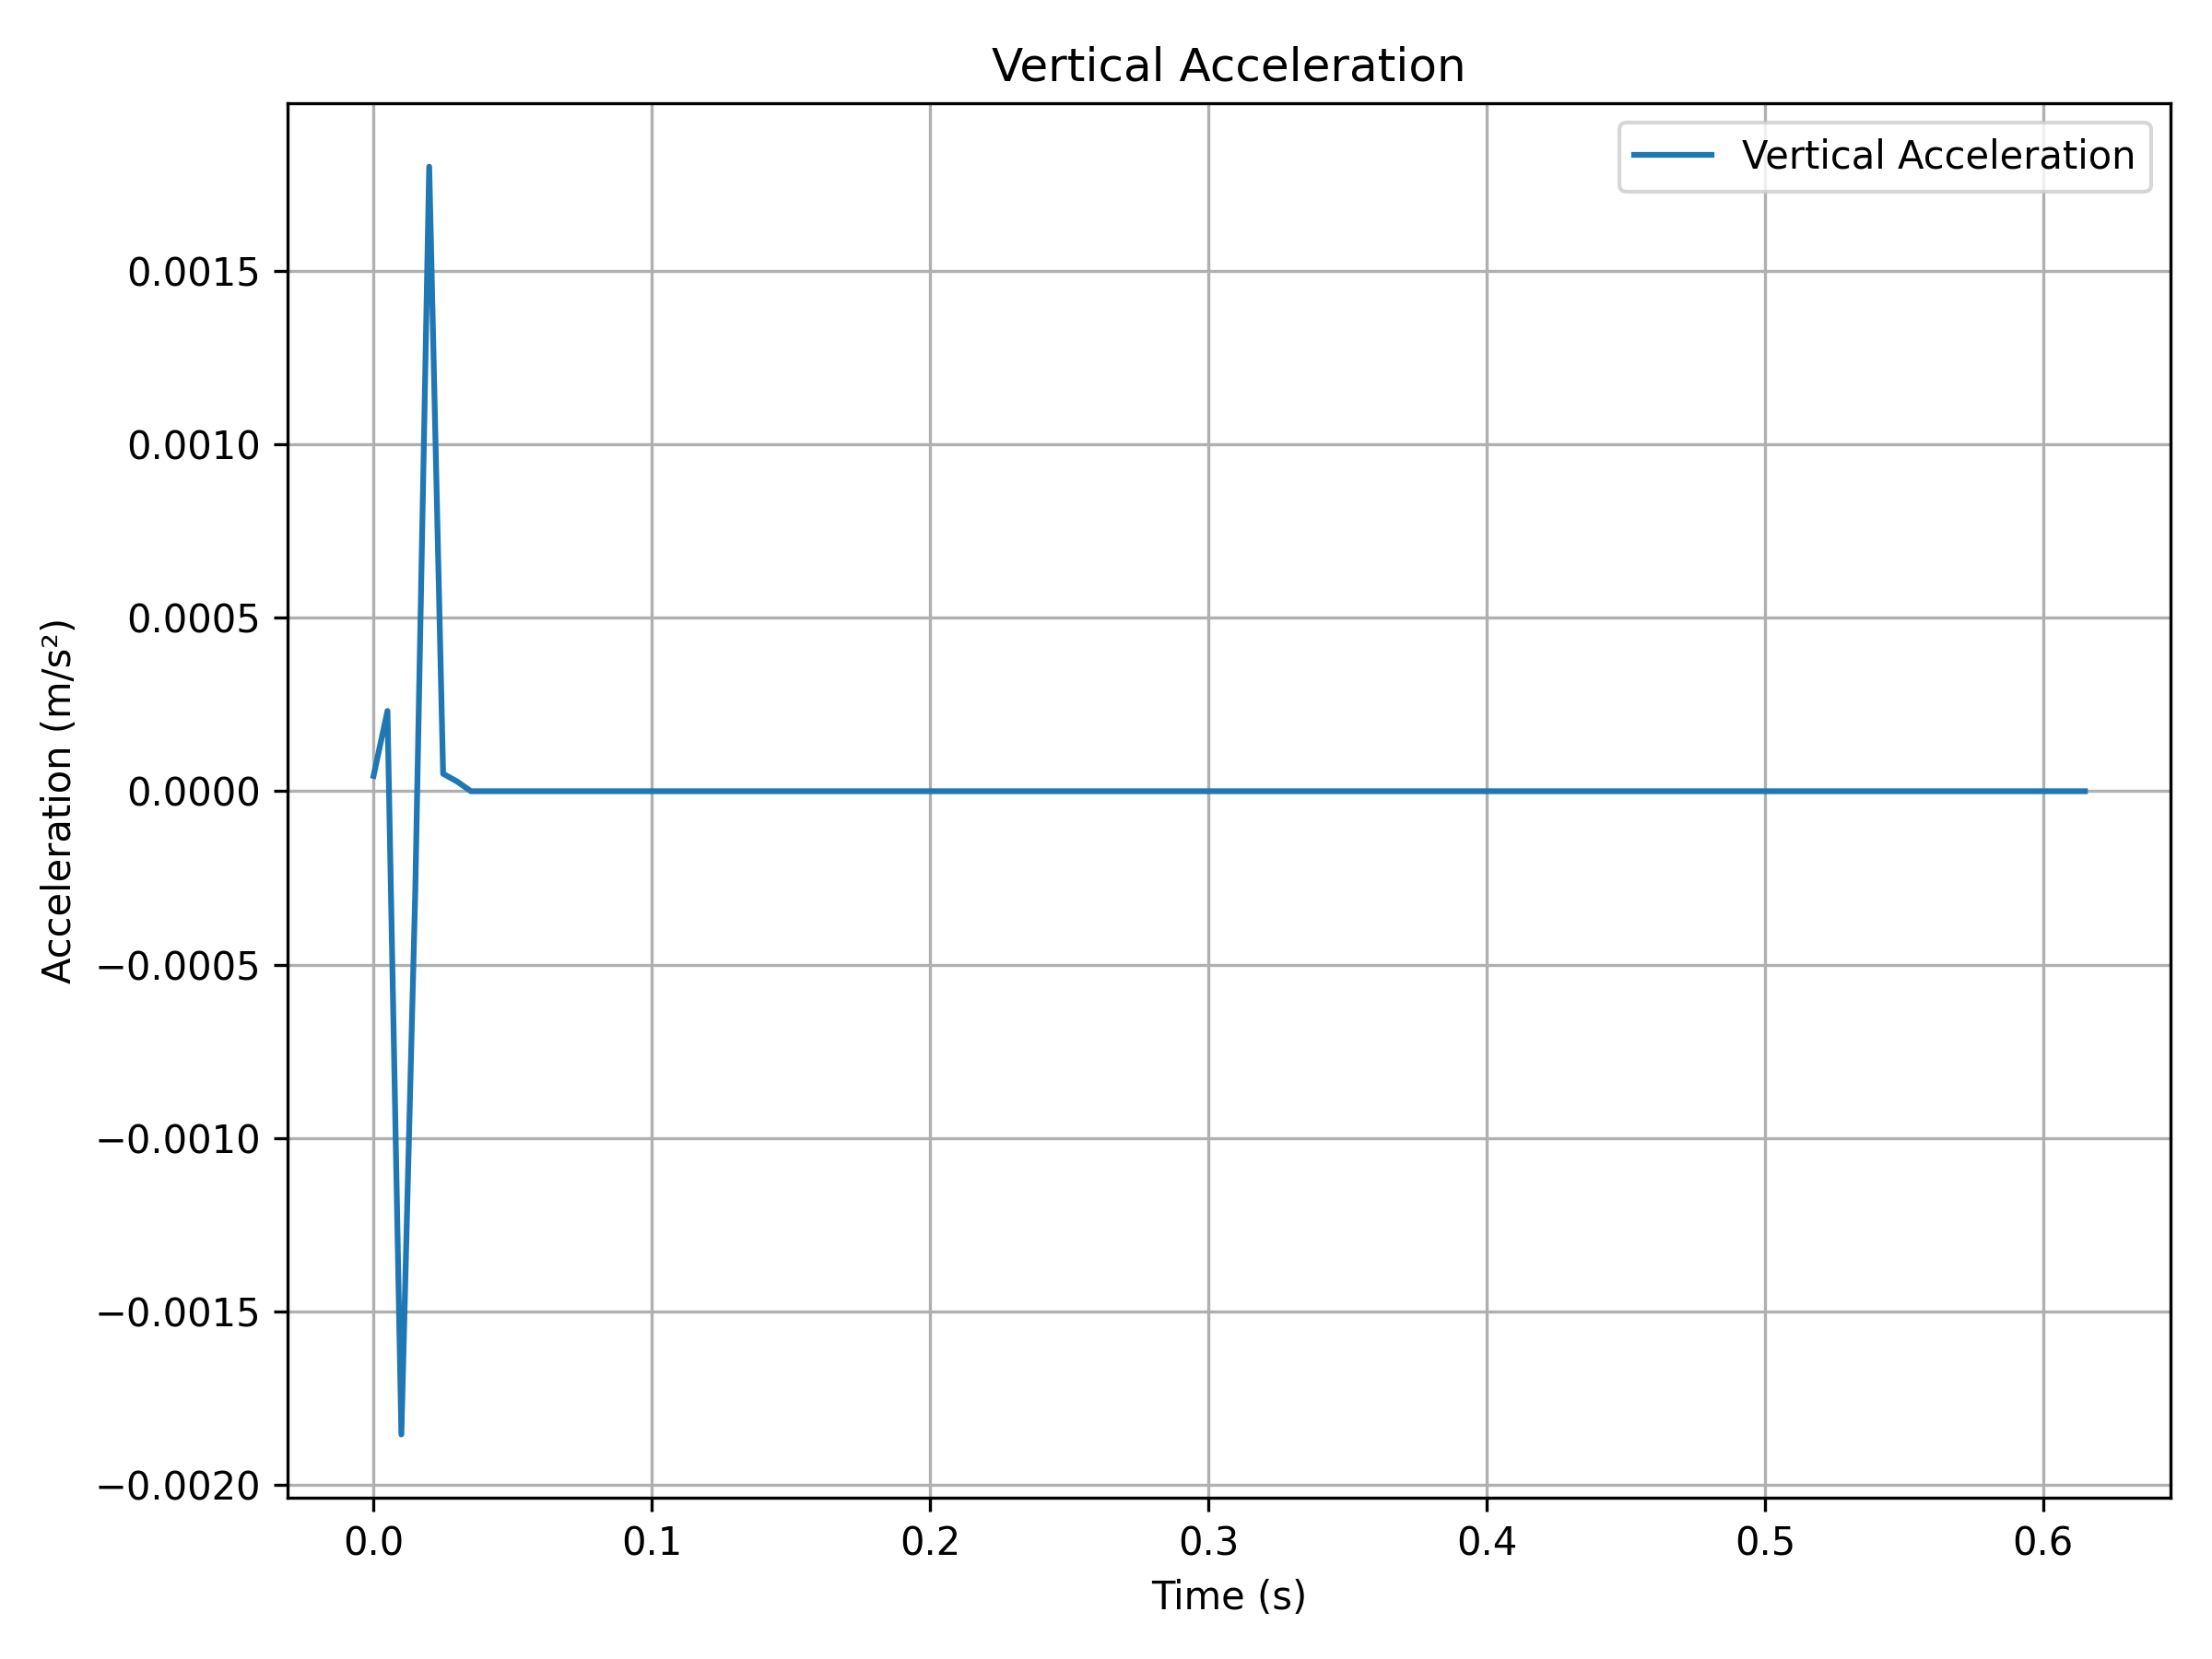 Vertical Acceleration
Vertical Acceleration
0.0015
0.0010
0.0005
0.0000
−0.0005
−0.0010
−0.0015
−0.0020
Acceleration (m/s²)
0.0 0.1 0.2 0.3 0.4 0.5 0.6
Time (s)